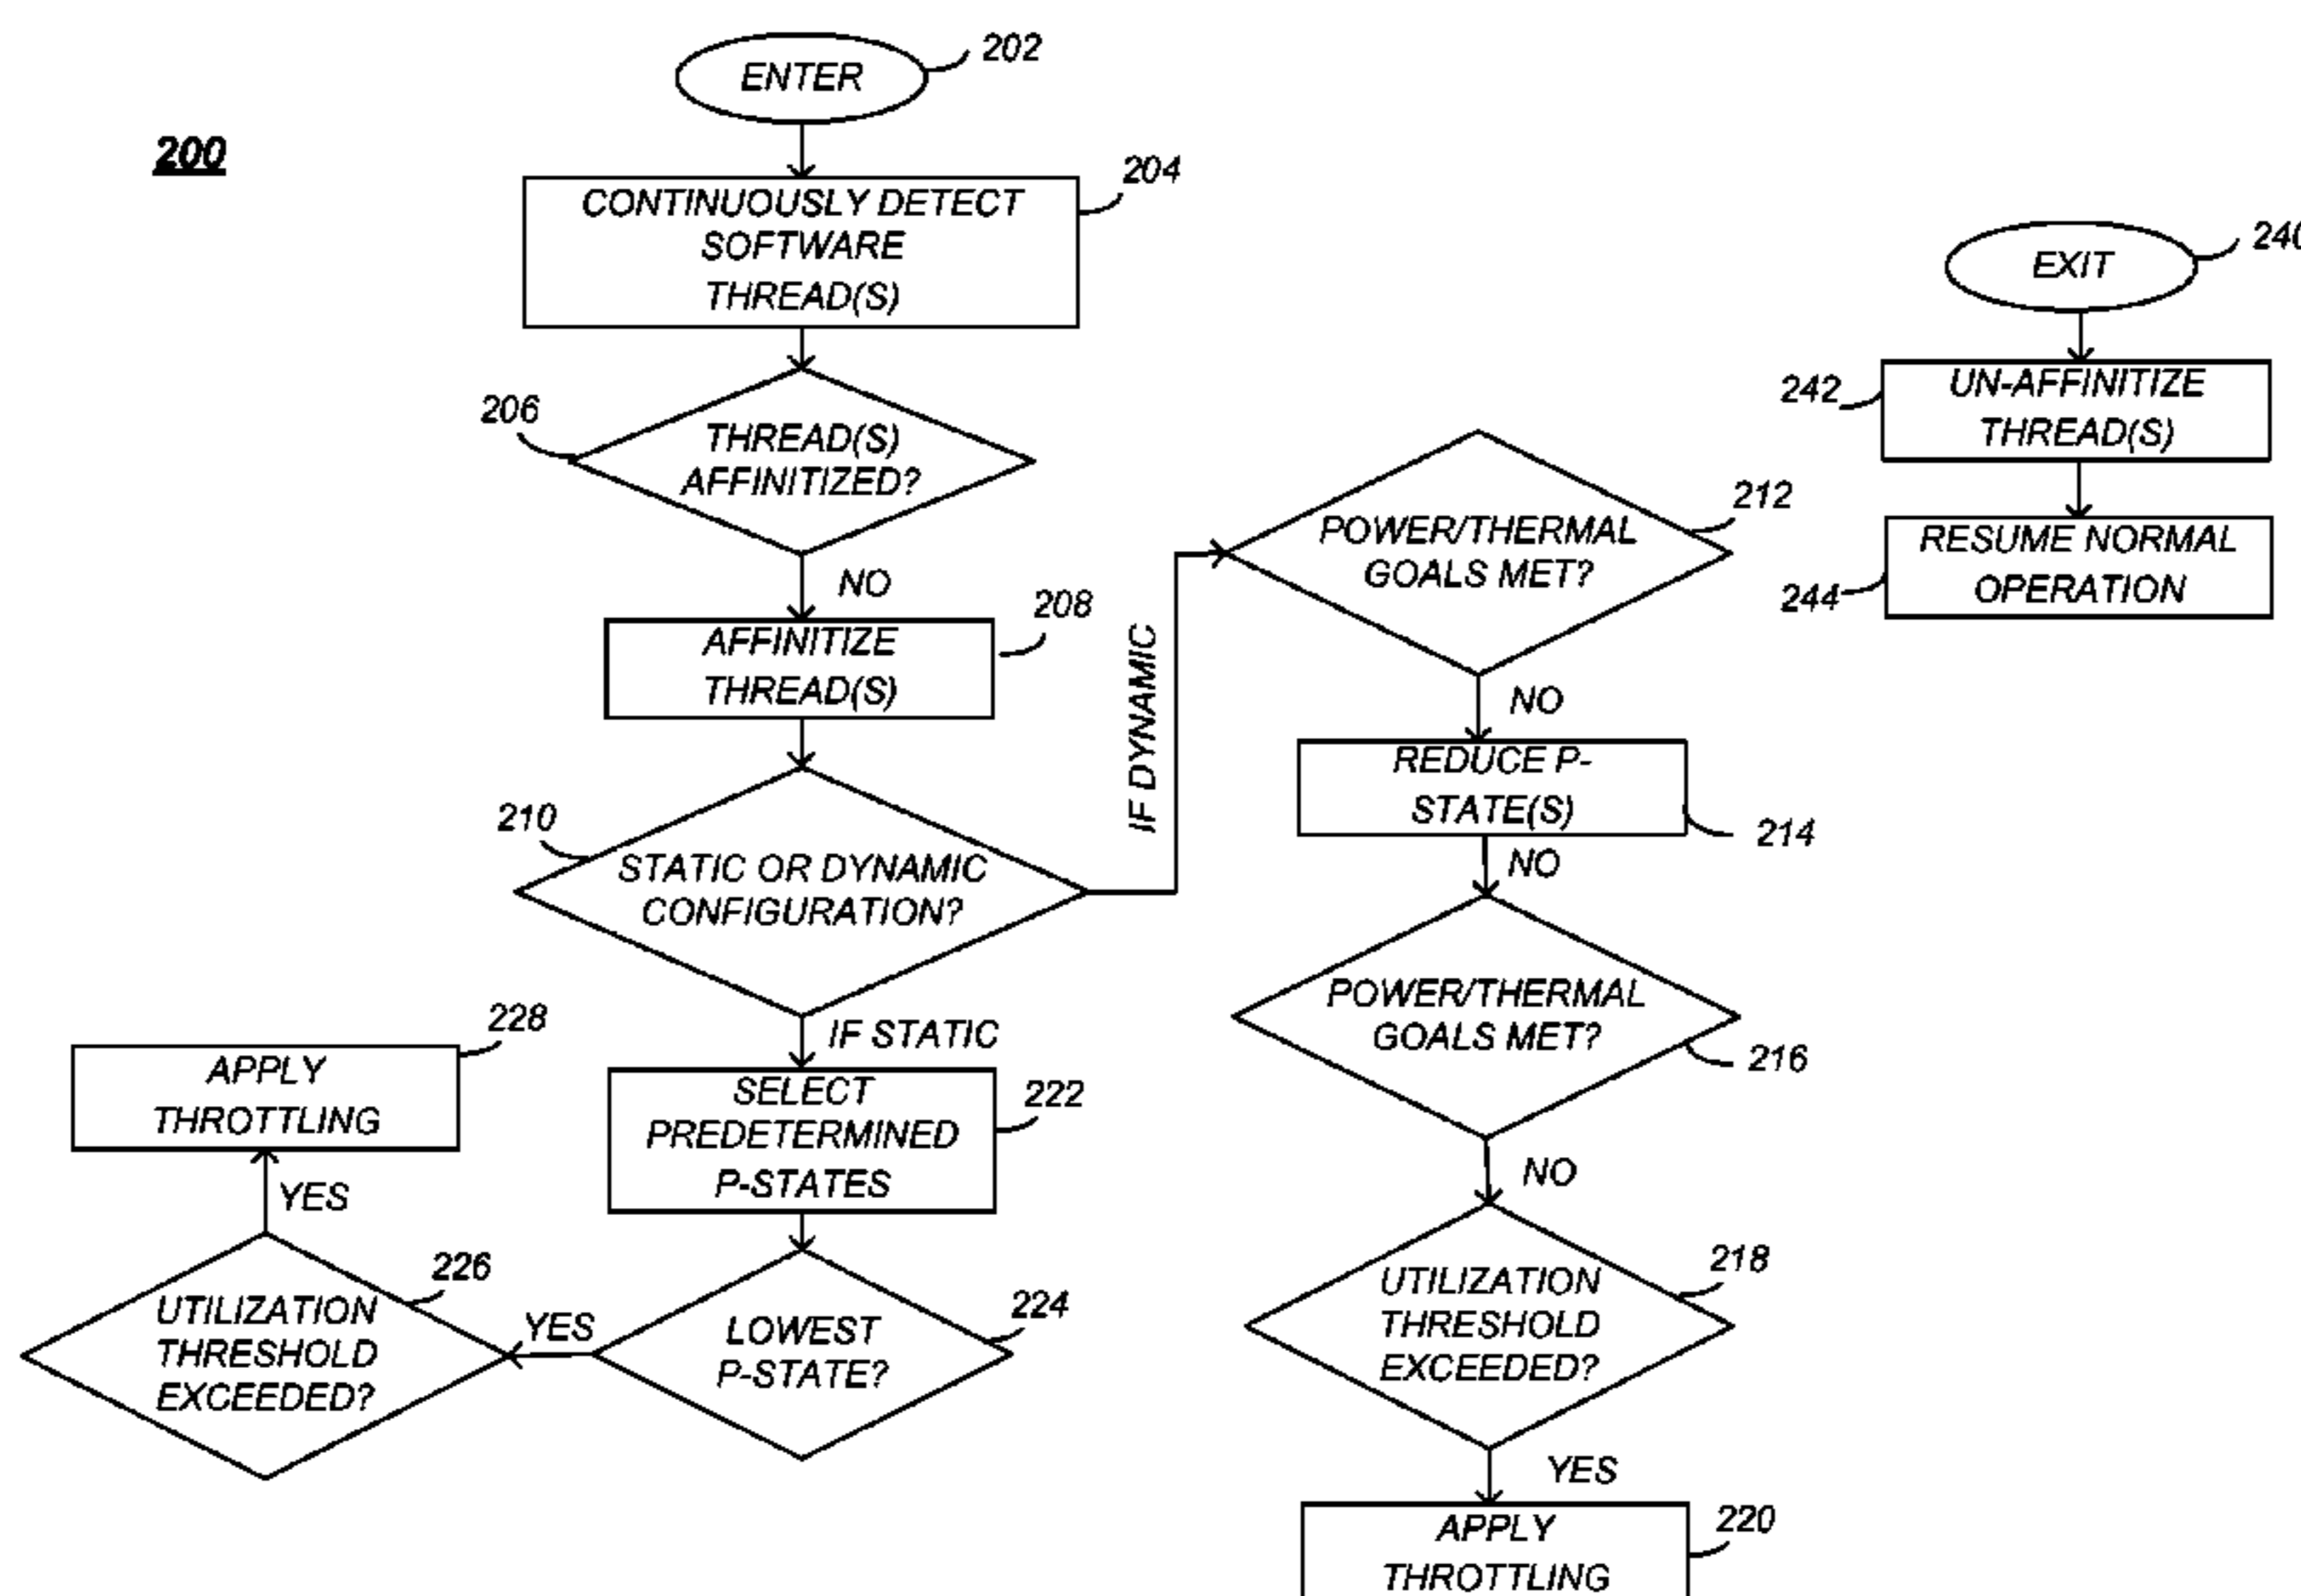 200
ENTER
202
CONTINUOUSLY DETECT
SOFTWARE
THREAD(S)
204
THREAD(S)
AFFINITIZED?
206
NO
AFFINITIZE
THREAD(S)
208
STATIC OR DYNAMIC
CONFIGURATION?
210
IF DYNAMIC
POWER/THERMAL
GOALS MET?
212
NO
REDUCE P-
STATE(S)
214
NO
POWER/THERMAL
GOALS MET?
216
NO
UTILIZATION
THRESHOLD
EXCEEDED?
218
YES
APPLY
THROTTLING
220
IF STATIC
SELECT
PREDETERMINED
P-STATES
222
LOWEST
P-STATE?
224
YES
UTILIZATION
THRESHOLD
EXCEEDED?
226
YES
APPLY
THROTTLING
228
EXIT
240
UN-AFFINITIZE
THREAD(S)
242
RESUME NORMAL
OPERATION
244